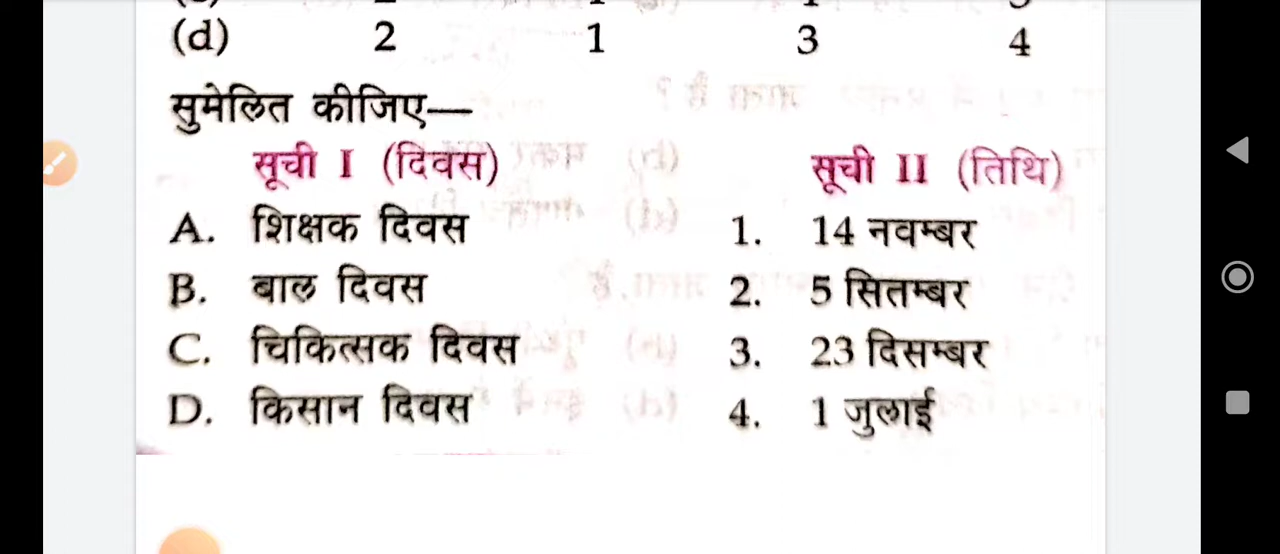 (d) 2 1 3 4
सुमेलित कीजिए—
सूची I (दिवस) सूची II (तिथि)
A. शिक्षक दिवस 1. 14 नवम्बर
B. बाल दिवस 2. 5 सितम्बर
C. चिकित्सक दिवस 3. 23 दिसम्बर
D. किसान दिवस 4. 1 जुलाई